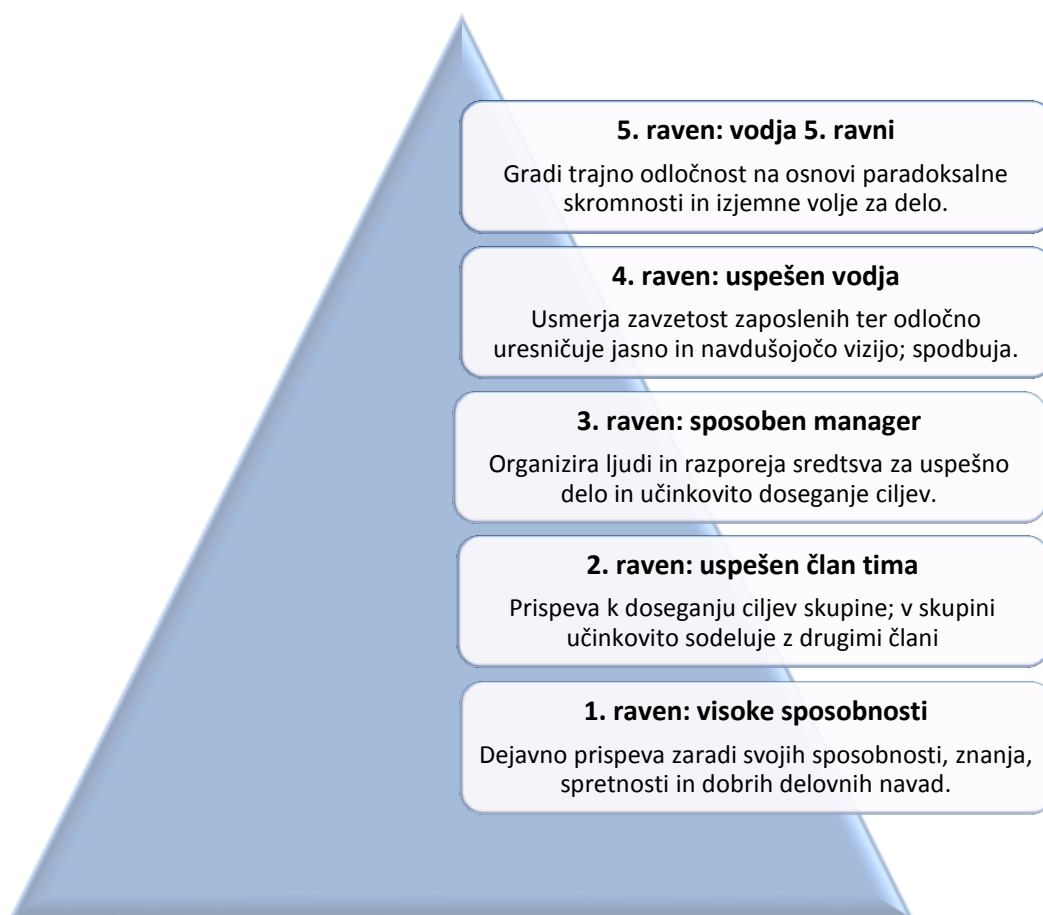 5. raven: vodja 5. ravni
Gradi trajno odločnost na osnovi paradoksalne
skromnosti in izjemne volje za delo.
4. raven: uspešen vodja
Usmerja zavzetost zaposlenih ter odločno
uresničuje jasno in navdušojočo vizijo; spodbuja.
3. raven: sposoben manager
Organizira ljudi in razporeja sredtsva za uspešno
delo in učinkovito doseganje ciljev.
2. raven: uspešen član tima
Prispeva k doseganju ciljev skupine; v skupini
učinkovito sodeluje z drugimi člani
1. raven: visoke sposobnosti
Dejavno prispeva zaradi svojih sposobnosti, znanja,
spretnosti in dobrih delovnih navad.